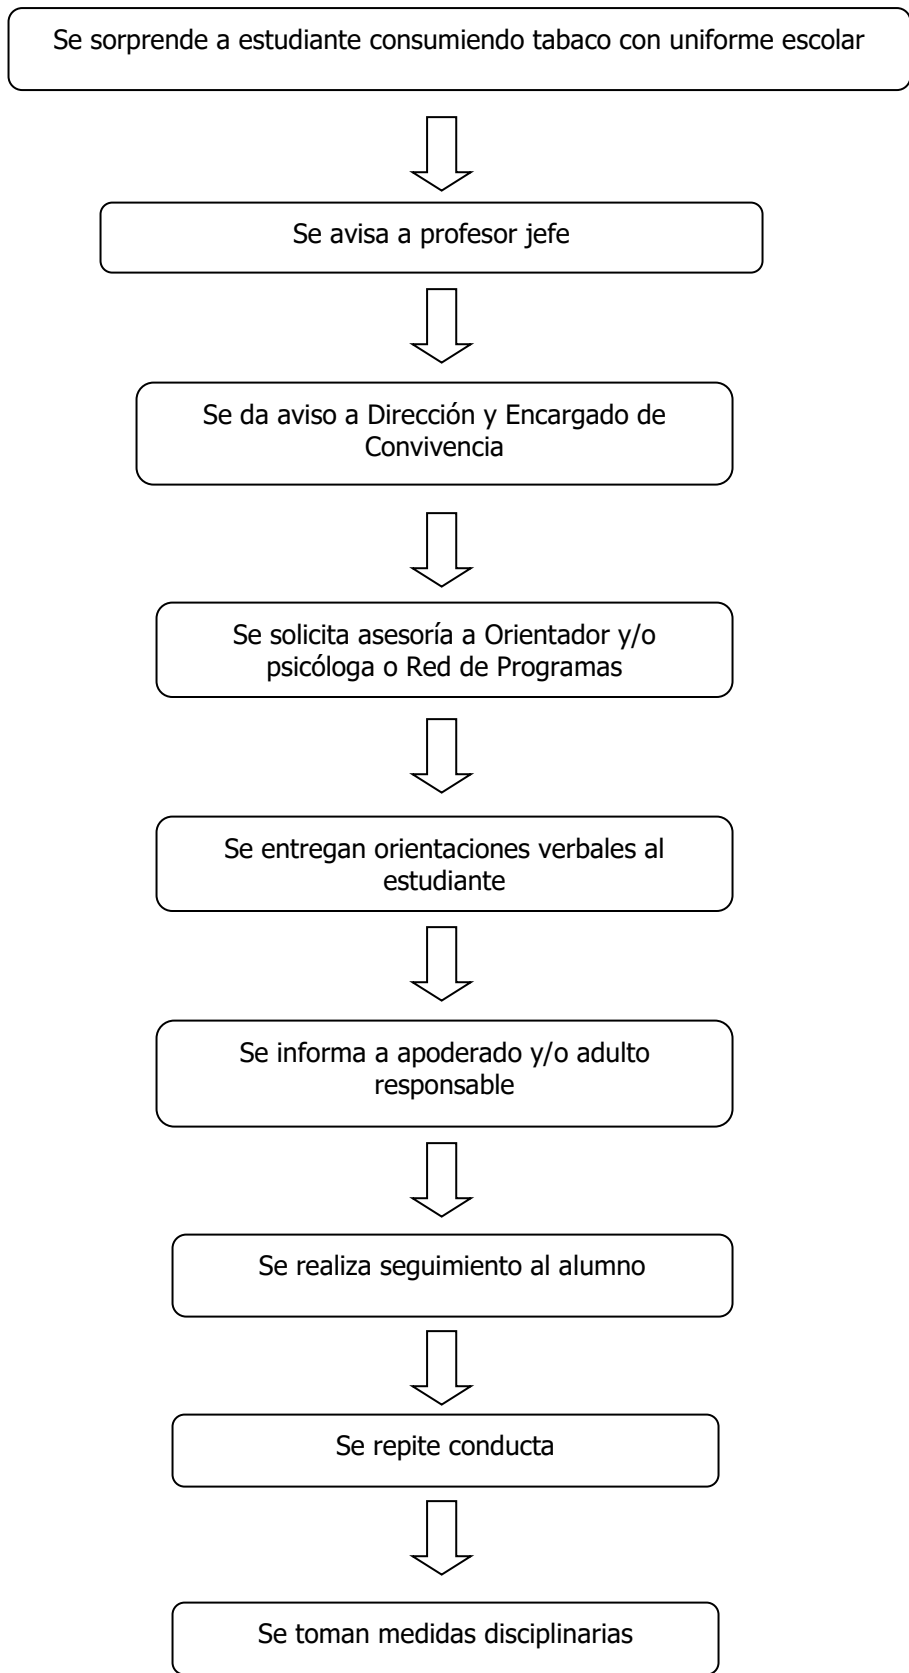 Se sorprende a estudiante consumiendo tabaco con uniforme escolar
Se avisa a profesor jefe
Se da aviso a Dirección y Encargado de
Convivencia
Se solicita asesoría a Orientador y/o
psicóloga o Red de Programas
Se entregan orientaciones verbales al
estudiante
Se informa a apoderado y/o adulto
responsable
Se realiza seguimiento al alumno
Se repite conducta
Se toman medidas disciplinarias